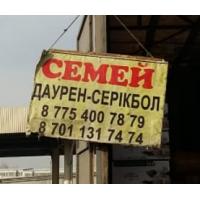 СЕМЕЙ
ДАУРЕН-СЕРІКБОЛ
8 775 400 78 79
8 701 131 74 74